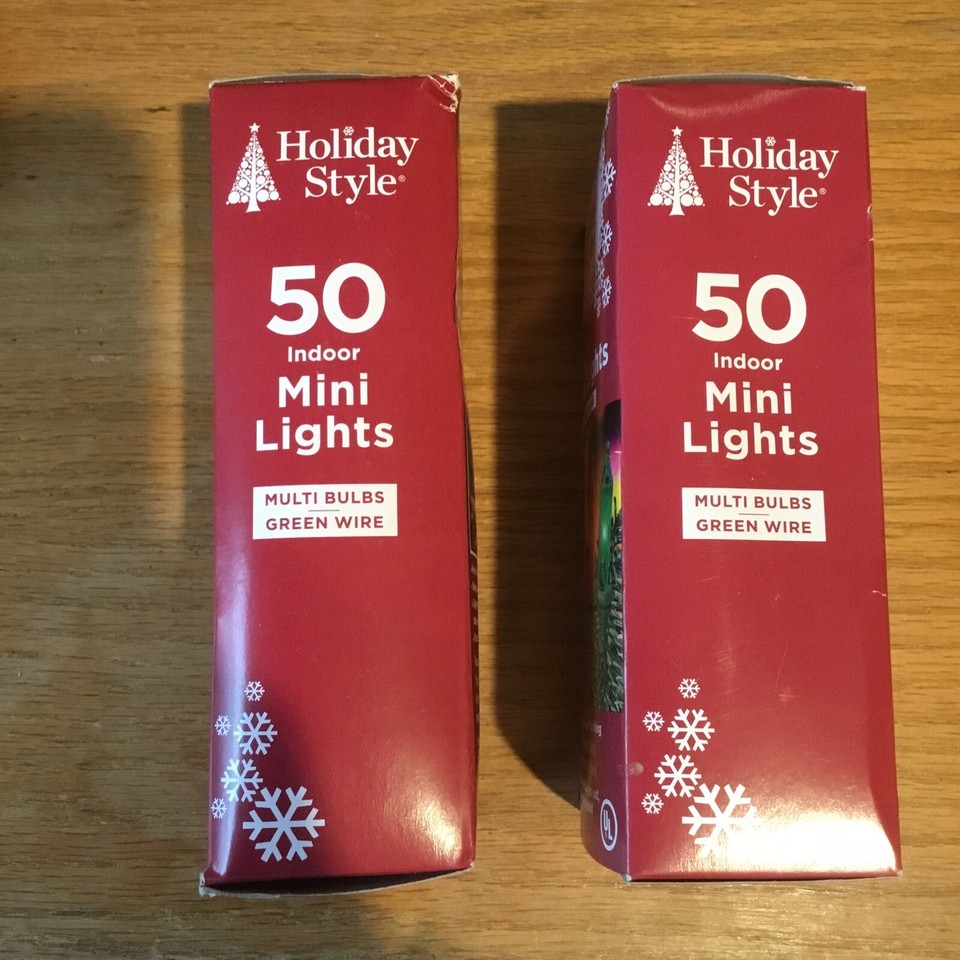 Holiday
Style®
50
Indoor
Mini
Lights
MULTI BULBS
GREEN WIRE
Holiday
Style®
50
Indoor
Mini
Lights
MULTI BULBS
GREEN WIRE
UL